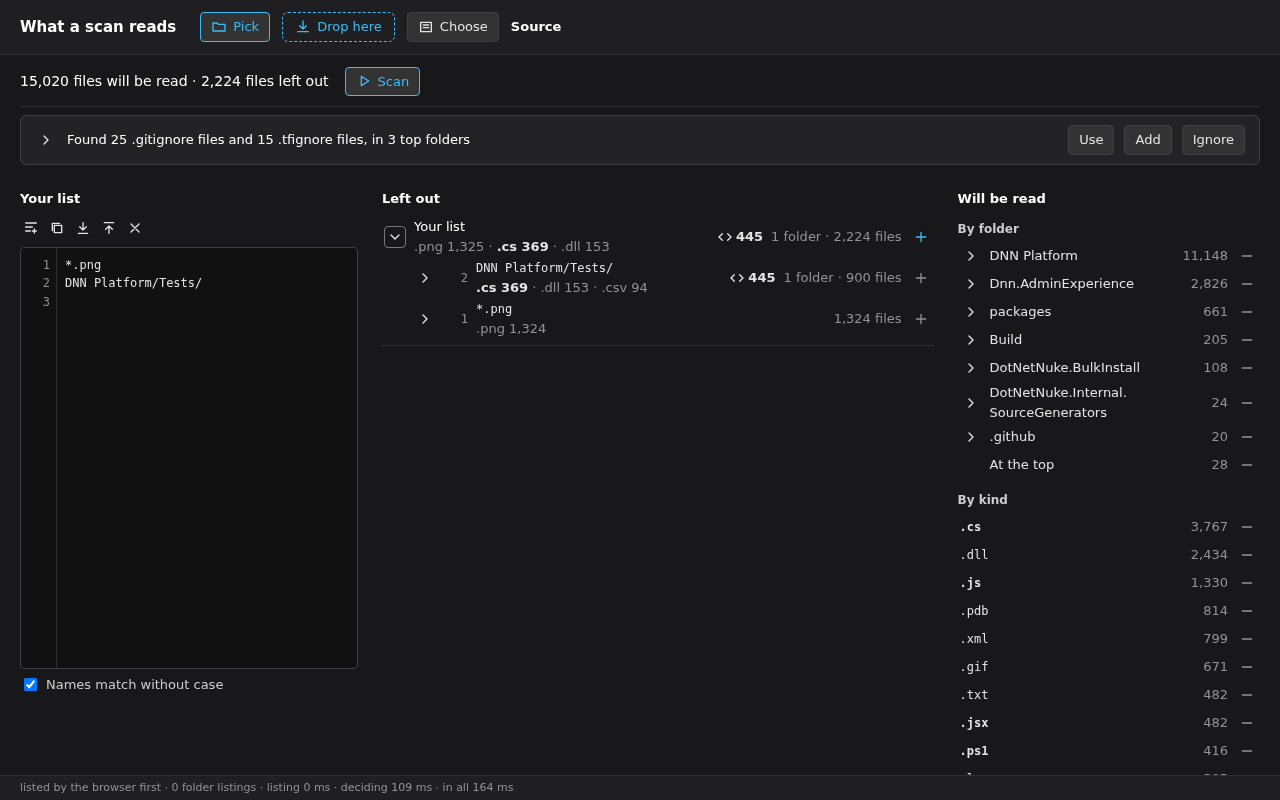 What a scan reads
Pick
Drop here
Choose
Source
15,020 files will be read · 2,224 files left out
Scan
Found 25 .gitignore files and 15 .tfignore files, in 3 top folders
Use
Add
Ignore
Your list
1 *.png
2 DNN Platform/Tests/
3
Names match without case
Left out
Your list
.png 1,325 · .cs 369 · .dll 153
445 1 folder · 2,224 files
2 DNN Platform/Tests/
.cs 369 · .dll 153 · .csv 94
445 1 folder · 900 files
1 *.png
.png 1,324
1,324 files
Will be read
By folder
DNN Platform 11,148
Dnn.AdminExperience 2,826
packages 661
Build 205
DotNetNuke.BulkInstall 108
DotNetNuke.Internal.
SourceGenerators 24
.github 20
At the top 28
By kind
.cs 3,767
.dll 2,434
.js 1,330
.pdb 814
.xml 799
.gif 671
.txt 482
.jsx 482
.ps1 416
listed by the browser first · 0 folder listings · listing 0 ms · deciding 109 ms · in all 164 ms